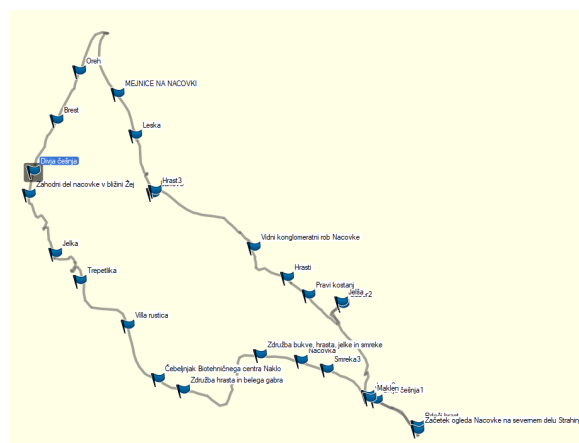 Oreh
MEJNICE NA NACOVKI
Brest
Leska
Divja češnja
Zahodni del nacovke v bližini Žej
Hrast3
Vidni konglomeratni rob Nacovke
Jelka
Trepetlika
Hrasti
Pravi kostanj
Jelša
Villa rustica
Združba bukve, hrasta, jelke in smreke
Nacovka
Smreka3
Čebeljnjak Biotehničnega centra Naklo
Združba hrasta in belega gabra
Maklen
češnja1
Začetek ogleda Nacovke na severnem delu Strahin